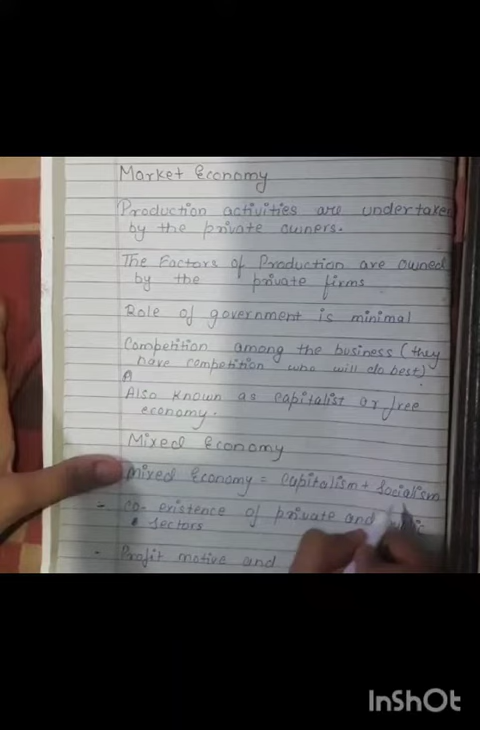 Market Economy
Production activities are undertaken
by the private owners.
The Factors of Production are owned
by the private firms
Role of government is minimal
Competition among the business (they
have competition who will do best)
A
Also known as capitalist or free
economy.
Mixed Economy
Mixed Economy = Capitalism + Socialism
- co-existence of private and
sectors
- Profit motive and
InShOt